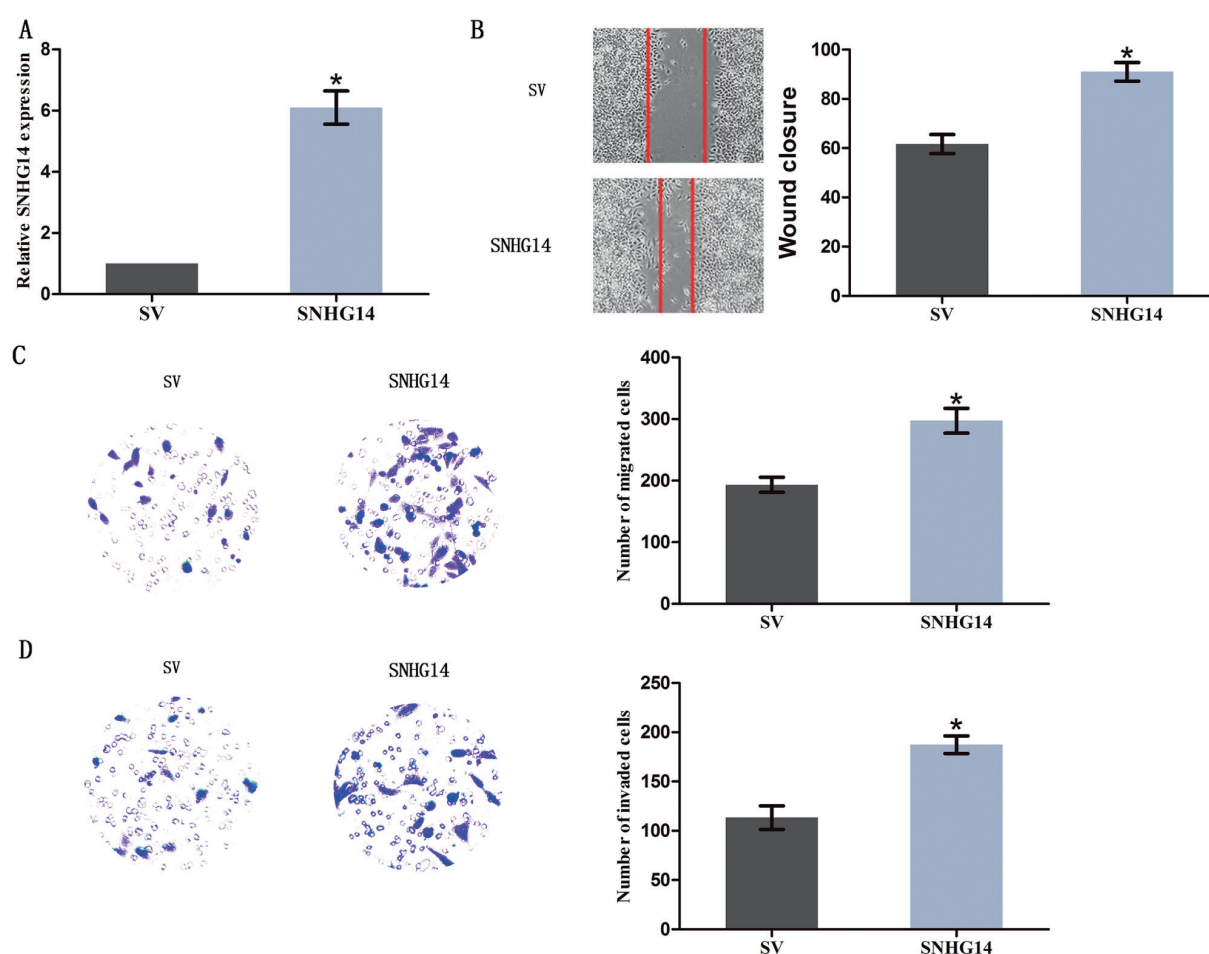 A
Relative SNHG14 expression
8
6
4
2
0
*
SV
SNHG14
B
SV
SNHG14
Wound closure
100
80
60
40
20
0
*
SV
SNHG14
C
SV
SNHG14
Number of migrated cells
400
300
200
100
0
*
SV
SNHG14
D
SV
SNHG14
Number of invaded cells
250
200
150
100
50
0
*
SV
SNHG14